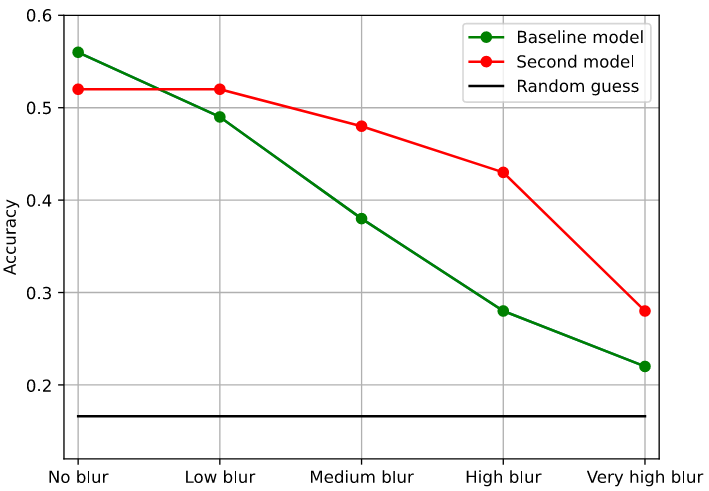 0.6
0.5
0.4
0.3
0.2
Accuracy
Baseline model
Second model
Random guess
No blur
Low blur
Medium blur
High blur
Very high blur